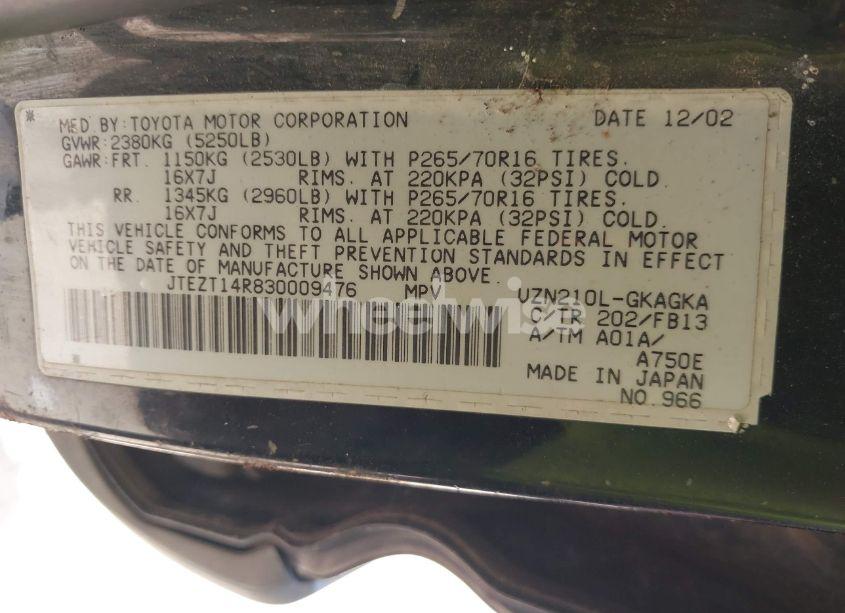 MFD BY: TOYOTA MOTOR CORPORATION DATE 12/02
GVWR: 2380KG (5250LB)
GAWR: FRT. 1150KG (2530LB) WITH P265/70R16 TIRES.
16X7J RIMS. AT 220KPA (32PSI) COLD.
RR. 1345KG (2960LB) WITH P265/70R16 TIRES.
16X7J RIMS. AT 220KPA (32PSI) COLD.
THIS VEHICLE CONFORMS TO ALL APPLICABLE FEDERAL MOTOR
VEHICLE SAFETY AND THEFT PREVENTION STANDARDS IN EFFECT
ON THE DATE OF MANUFACTURE SHOWN ABOVE.
JTEZT14R830009476 MPV UZN210L-GKAGKA
C/TR 202/FB13
A/TM A01A/
A750E
MADE IN JAPAN
NO.966
wheelwise